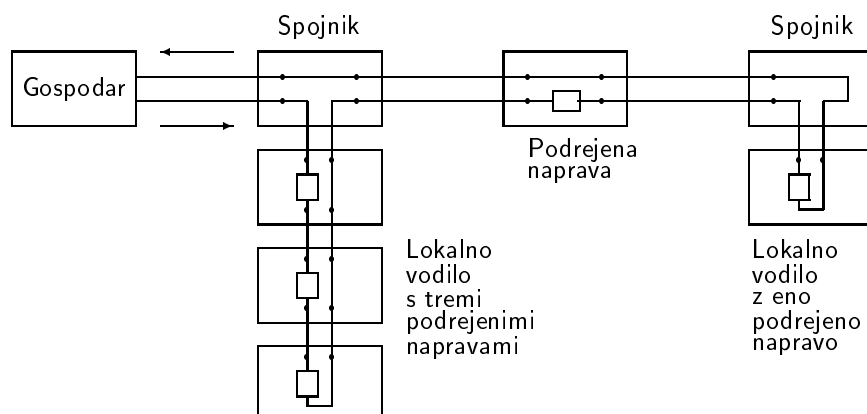 Spojnik
Spojnik
Gospodar
Podrejena
naprava
Lokalno
vodilo
s tremi
podrejenimi
napravami
Lokalno
vodilo
z eno
podrejeno
napravo